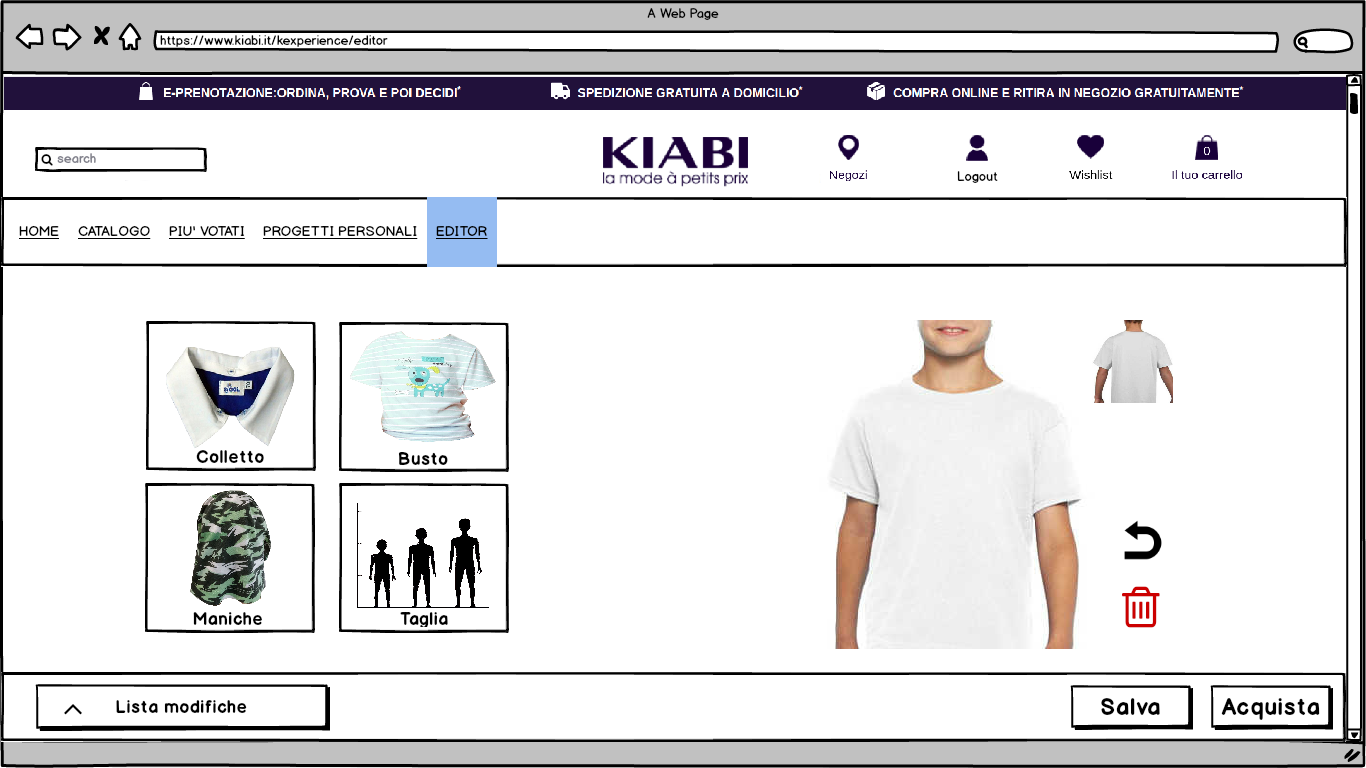 A Web Page
https://www.kiabi.it/kexperience/editor
E-PRENOTAZIONE:ORDINA, PROVA E POI DECIDI*
SPEDIZIONE GRATUITA A DOMICILIO*
COMPRA ONLINE E RITIRA IN NEGOZIO GRATUITAMENTE*
search
KIABI
la mode à petits prix
Negozi
Logout
Wishlist
0
Il tuo carrello
HOME
CATALOGO
PIU' VOTATI
PROGETTI PERSONALI
EDITOR
Colletto
Busto
Maniche
Taglia
Lista modifiche
Salva
Acquista